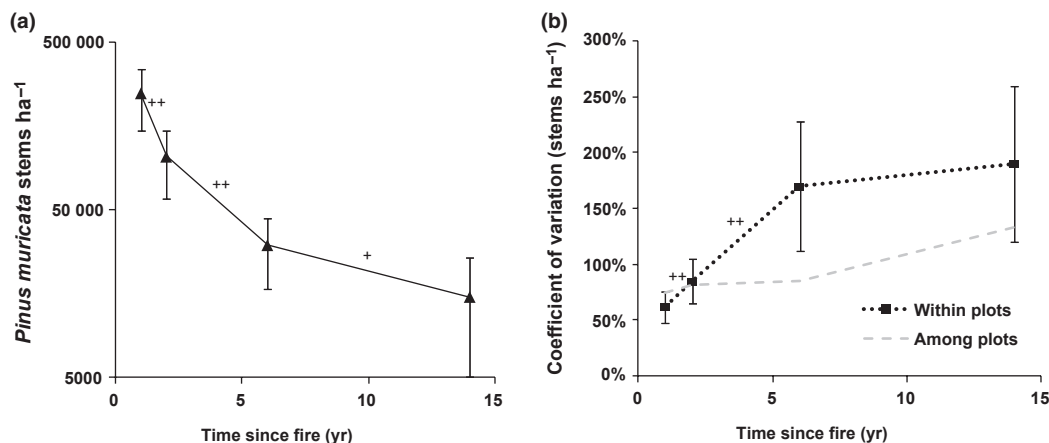 (a)
500 000
50 000
5000
Pinus muricata stems ha⁻¹
++
++
+
0
5
10
15
Time since fire (yr)
(b)
300%
250%
200%
150%
100%
50%
0%
Coefficient of variation (stems ha⁻¹)
++
++
Within plots
Among plots
0
5
10
15
Time since fire (yr)